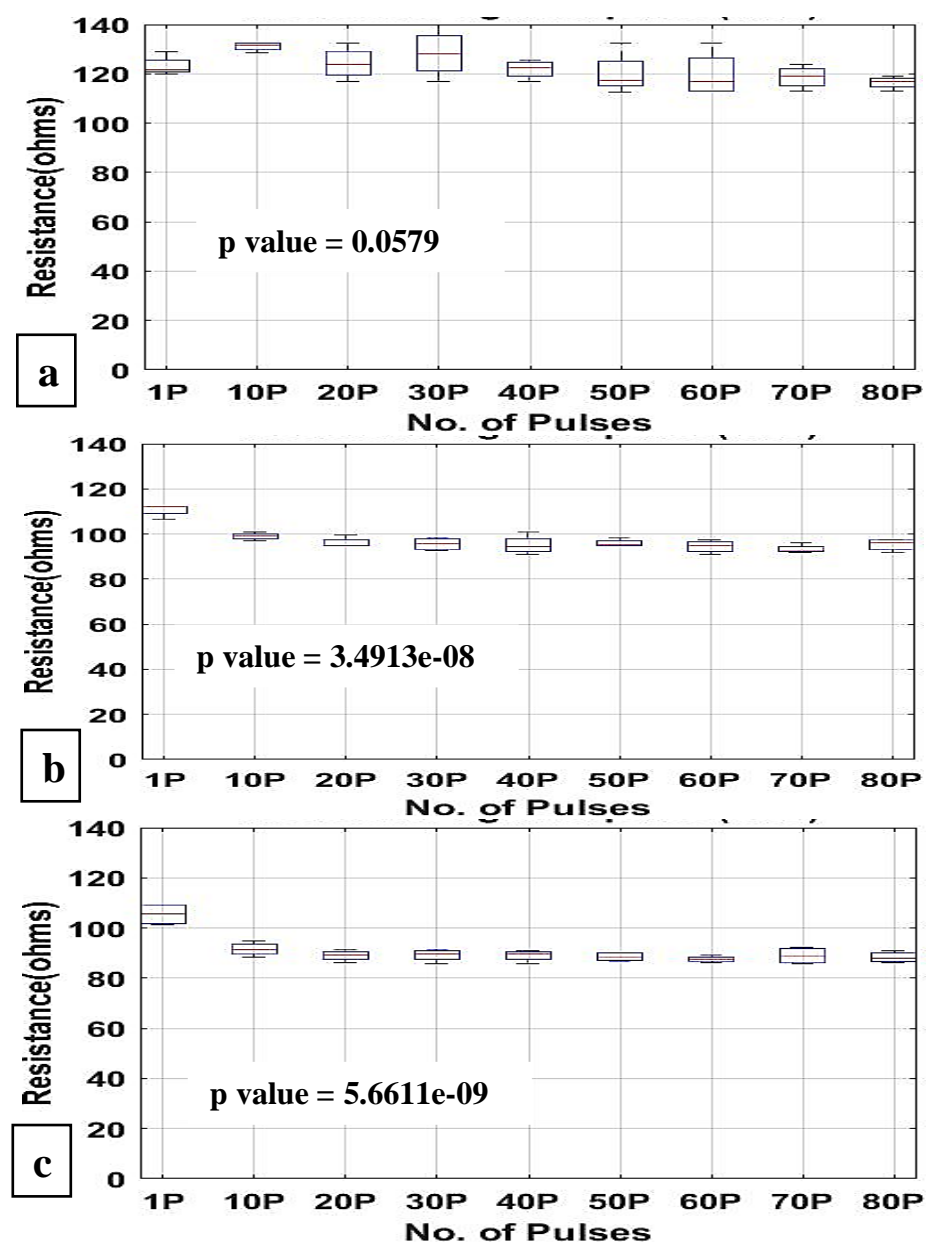 140
120
100
80
60
40
20
0
Resistance(ohms)
p value = 0.0579
a
1P 10P 20P 30P 40P 50P 60P 70P 80P
No. of Pulses
140
120
100
80
60
40
20
0
Resistance(ohms)
p value = 3.4913e-08
b
1P 10P 20P 30P 40P 50P 60P 70P 80P
No. of Pulses
140
120
100
80
60
40
20
0
Resistance(ohms)
p value = 5.6611e-09
c
1P 10P 20P 30P 40P 50P 60P 70P 80P
No. of Pulses